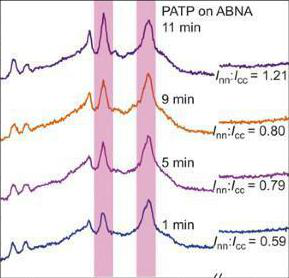 PATP on ABNA
11 min
Inn:Icc = 1.21
9 min
Inn:Icc = 0.80
5 min
Inn:Icc = 0.79
1 min
Inn:Icc = 0.59